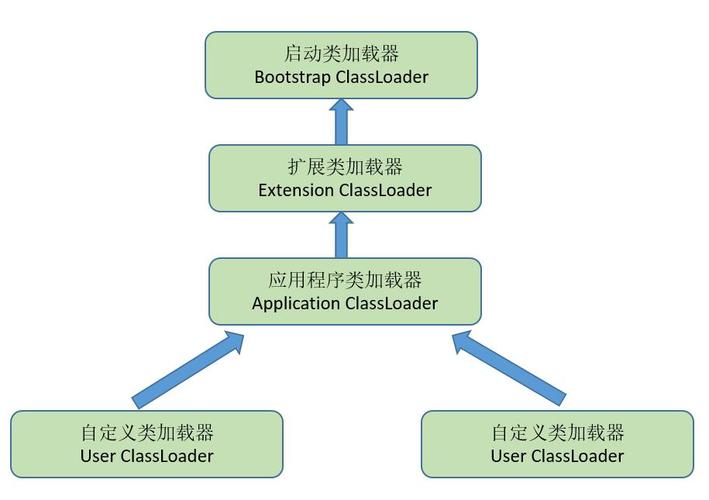 启动类加载器
Bootstrap ClassLoader
扩展类加载器
Extension ClassLoader
应用程序类加载器
Application ClassLoader
自定义类加载器
User ClassLoader
自定义类加载器
User ClassLoader